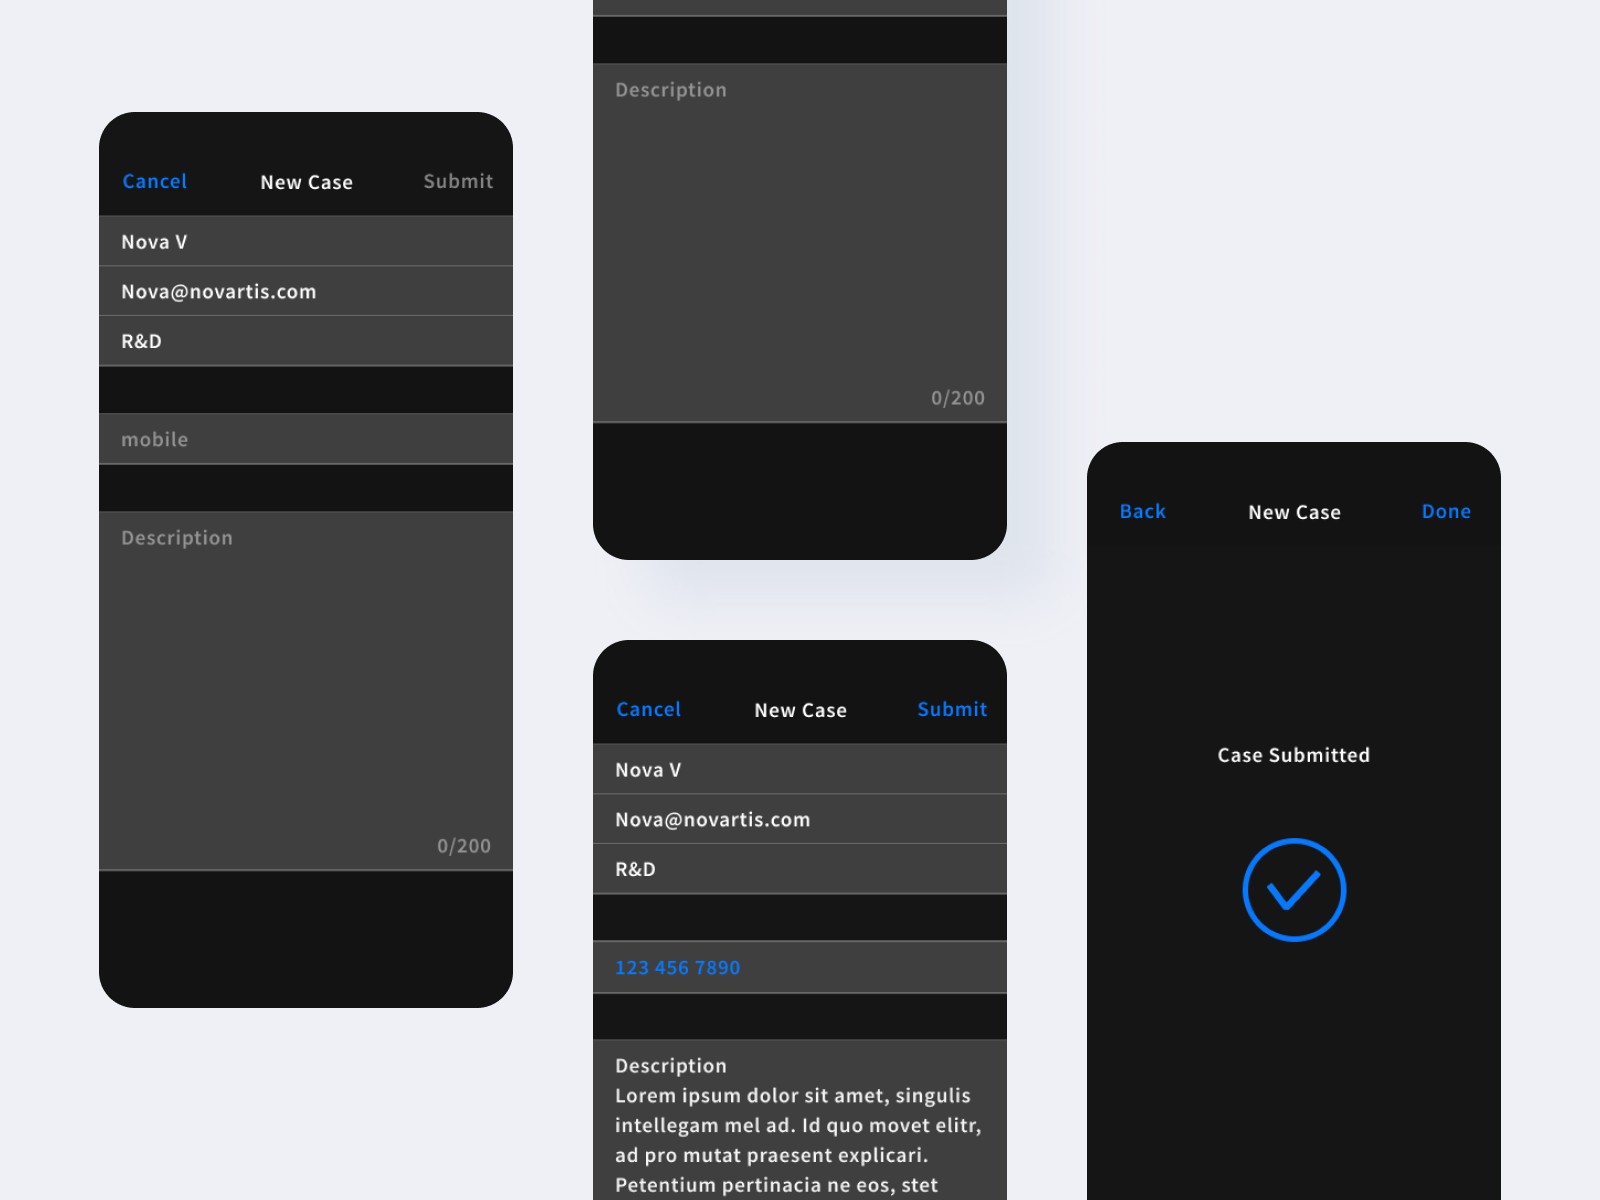 Cancel New Case Submit
Nova V
Nova@novartis.com
R&D
mobile
Description
0/200
Description
0/200
Cancel New Case Submit
Nova V
Nova@novartis.com
R&D
123 456 7890
Description
Lorem ipsum dolor sit amet, singulis
intellegam mel ad. Id quo movet elitr,
ad pro mutat praesent explicari.
Petentium pertinacia ne eos, stet
Back New Case Done
Case Submitted